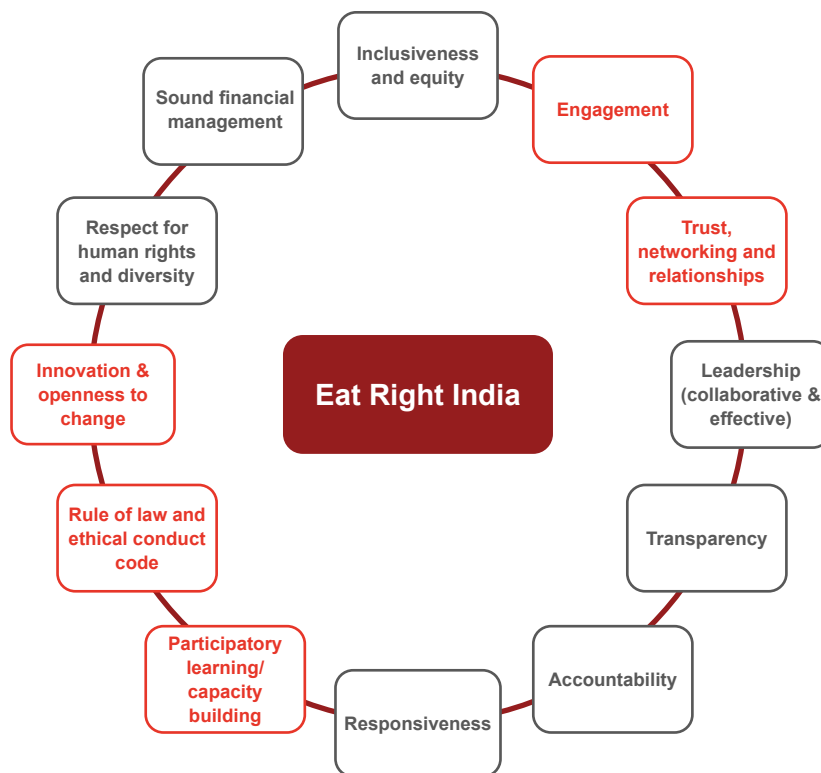 Inclusiveness
and equity
Engagement
Trust,
networking and
relationships
Leadership
(collaborative &
effective)
Transparency
Accountability
Responsiveness
Participatory
learning/
capacity
building
Rule of law and
ethical conduct
code
Innovation &
openness to
change
Respect for
human rights
and diversity
Sound financial
management
Eat Right India